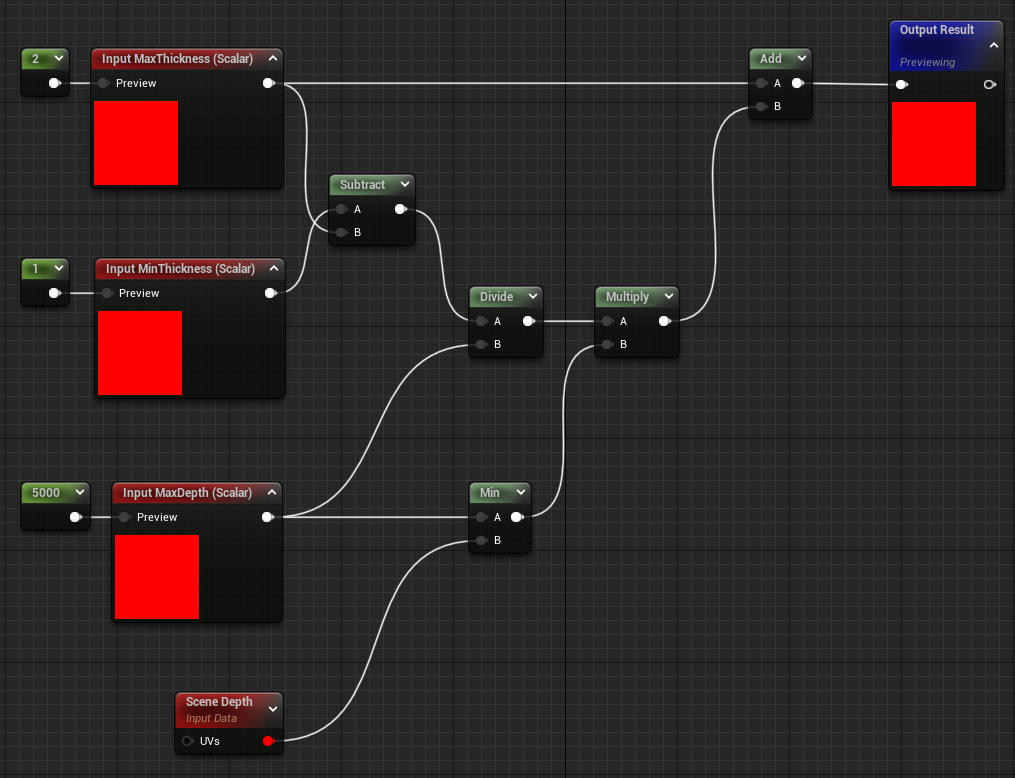 2
Input MaxThickness (Scalar)
Preview
Add
A
B
Output Result
Previewing
Subtract
A
B
1
Input MinThickness (Scalar)
Preview
Divide
A
B
Multiply
A
B
5000
Input MaxDepth (Scalar)
Preview
Min
A
B
Scene Depth
Input Data
UVs